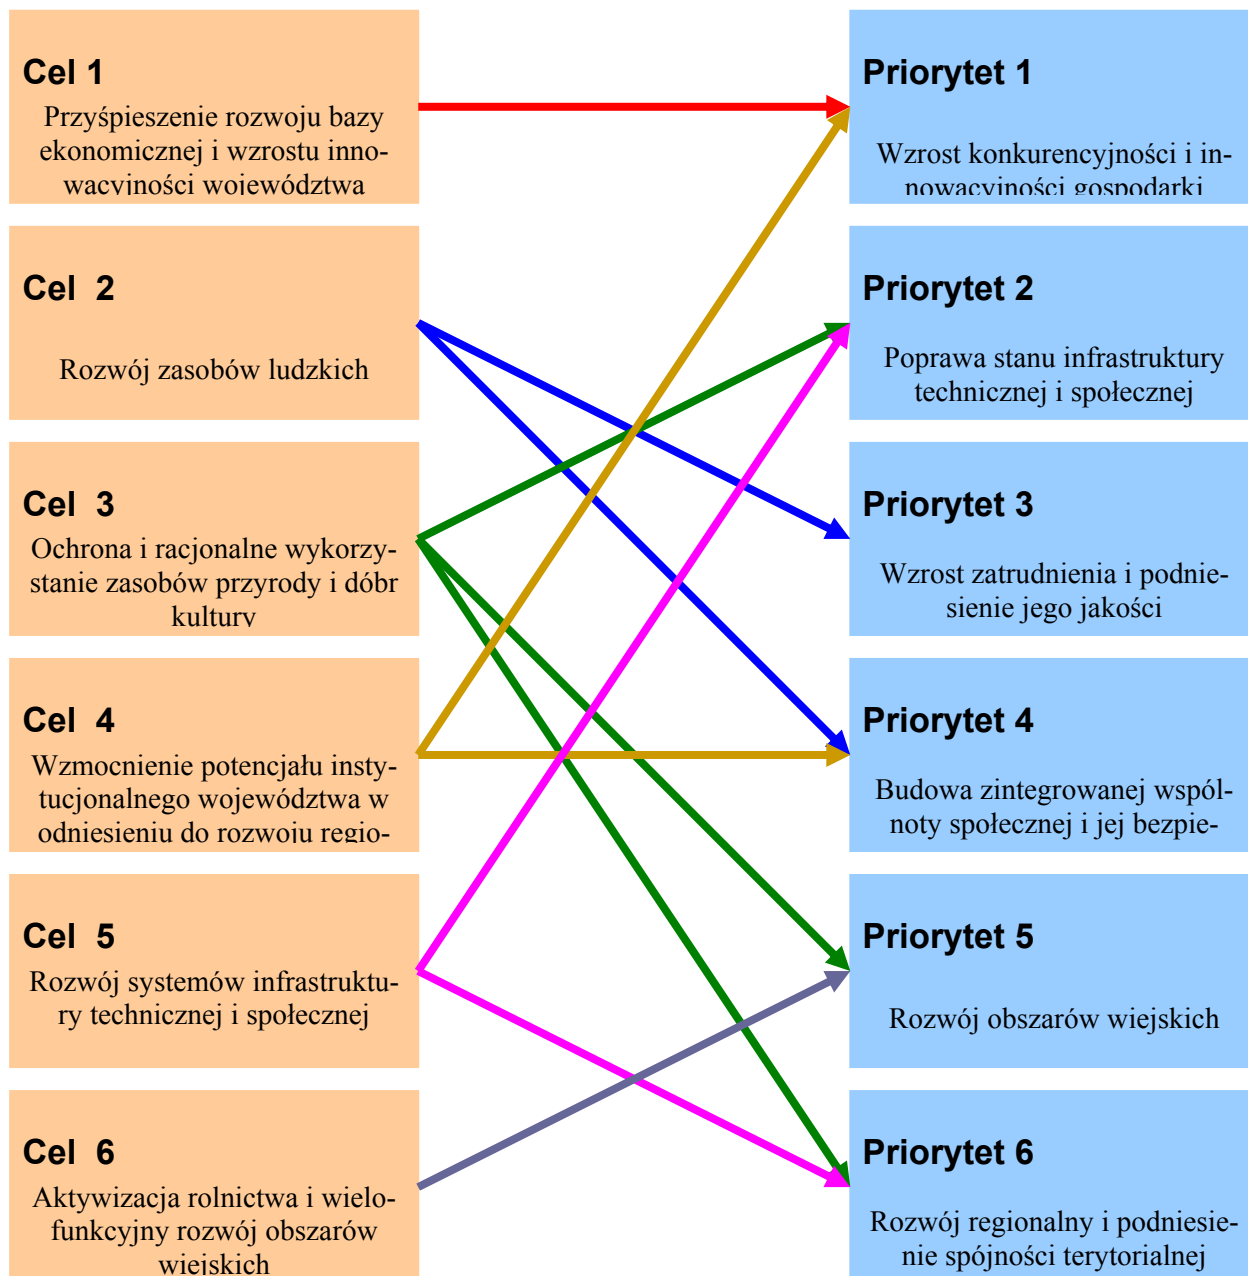 Cel 1
Przyśpieszenie rozwoju bazy
ekonomicznej i wzrostu inno-
wacyjności województwa
Priorytet 1
Wzrost konkurencyjności i in-
nowacyjności gospodarki
Cel 2
Rozwój zasobów ludzkich
Priorytet 2
Poprawa stanu infrastruktury
technicznej i społecznej
Cel 3
Ochrona i racjonalne wykorzy-
stanie zasobów przyrody i dóbr
kultury
Priorytet 3
Wzrost zatrudnienia i podnie-
sienie jego jakości
Cel 4
Wzmocnienie potencjału insty-
tucjonalnego województwa w
odniesieniu do rozwoju regio-
Priorytet 4
Budowa zintegrowanej wspól-
noty społecznej i jej bezpie-
Cel 5
Rozwój systemów infrastruktu-
ry technicznej i społecznej
Priorytet 5
Rozwój obszarów wiejskich
Cel 6
Aktywizacja rolnictwa i wielo-
funkcyjny rozwój obszarów
wiejskich
Priorytet 6
Rozwój regionalny i podniesie-
nie spójności terytorialnej